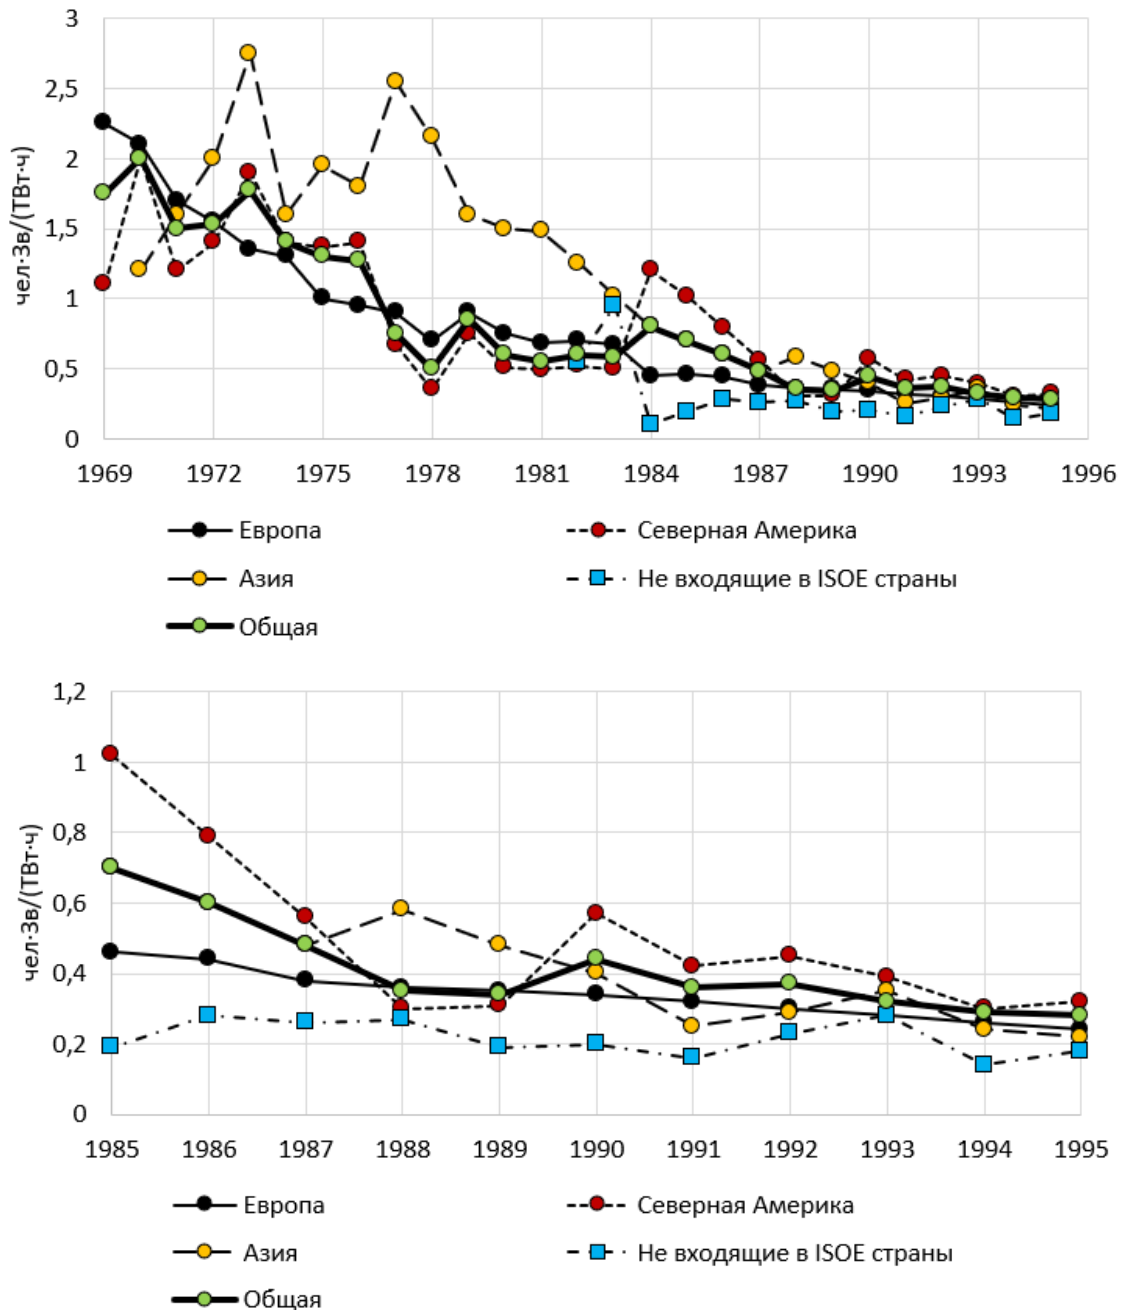 3
2,5
2
1,5
1
0,5
0
чел·Зв/(ТВт·ч)
1969 1972 1975 1978 1981 1984 1987 1990 1993 1996
Европа Северная Америка
Азия Не входящие в ISOE страны
Общая
1,2
1
0,8
0,6
0,4
0,2
0
чел·Зв/(ТВт·ч)
1985 1986 1987 1988 1989 1990 1991 1992 1993 1994 1995
Европа Северная Америка
Азия Не входящие в ISOE страны
Общая